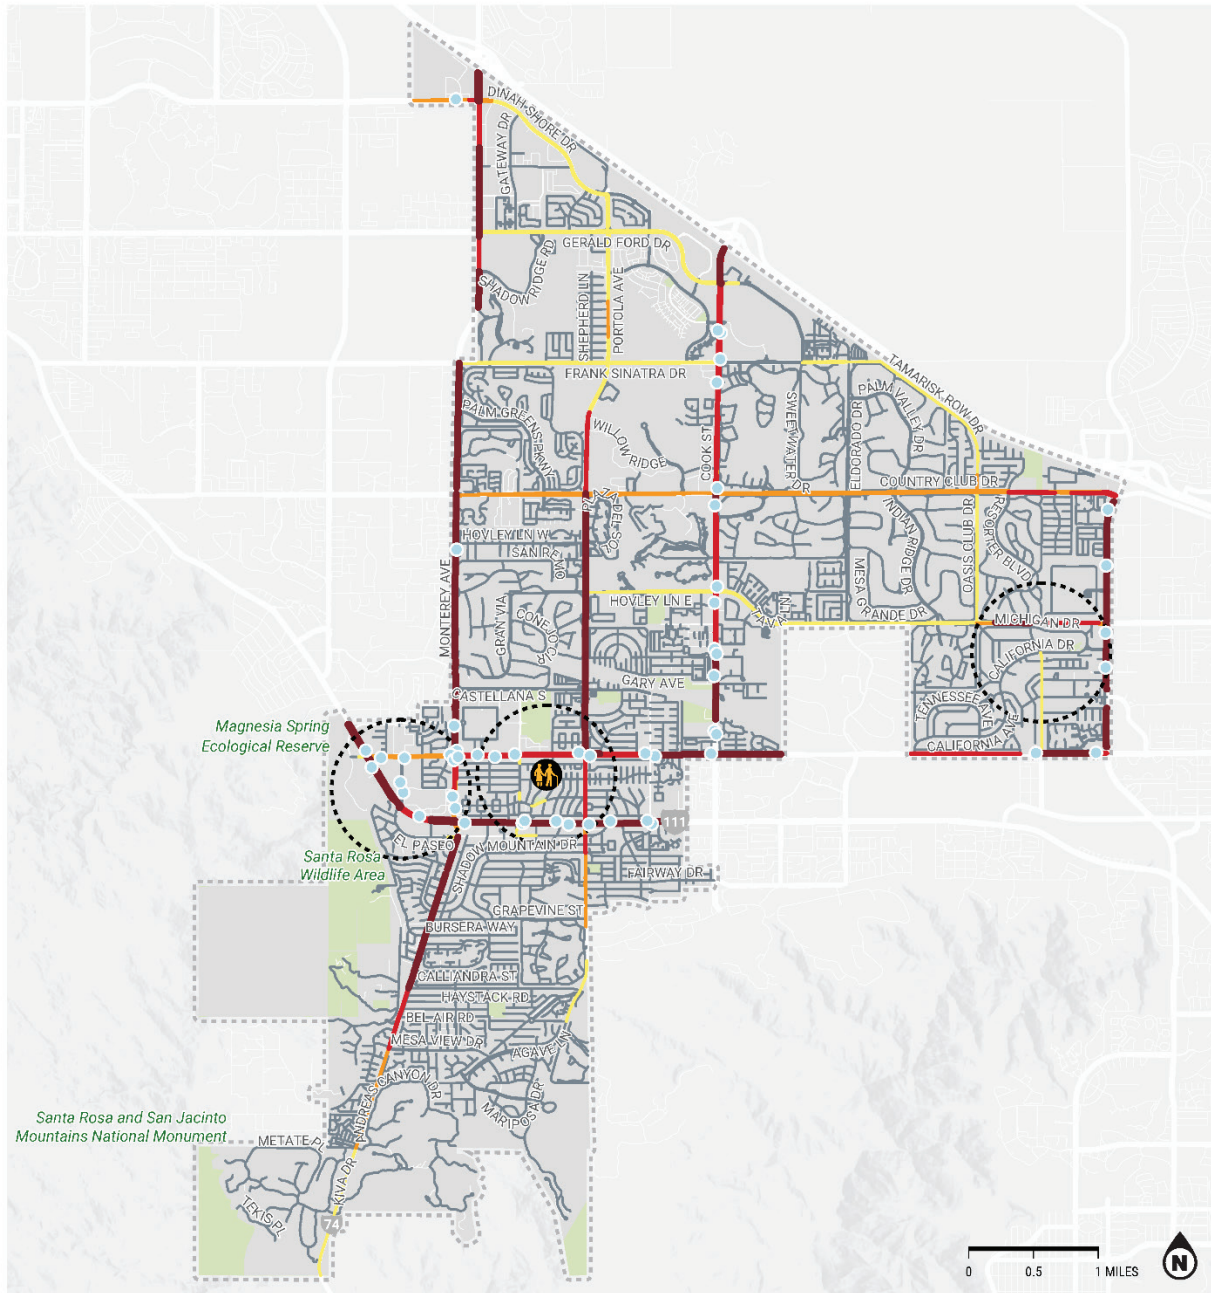 DINAH SHORE DR
GATEWAY DR
GERALD FORD DR
SHADOW RIDGE RD
SHEPHERD LN
PORTOLA AVE
FRANK SINATRA DR
TAMARISK ROW DR
PALM VALLEY DR
PALM GREENS PKWY
WILLOW RIDGE
COOK ST
SWEETWATER DR
ELDORADO DR
COUNTRY CLUB DR
PLAZA DEL SOL
HOVLEY LN W
SAN REMO
INDIAN RIDGE DR
OASIS CLUB DR
RESORTER BLVD
MONTEREY AVE
GRAN VIA
CONEJO CIR
HOVLEY LN E
TAVA LN
MESA GRANDE DR
MICHIGAN DR
CALIFORNIA DR
GARY AVE
CASTELLANA S
TENNESSEE AVE
CALIFORNIA AVE
Magnesia Spring
Ecological Reserve
111
EL PASEO
SHADOW MOUNTAIN DR
Santa Rosa
Wildlife Area
FAIRWAY DR
GRAPEVINE ST
BURSERA WAY
CALLIANDRA ST
HAYSTACK RD
BEL AIR RD
MESA VIEW DR
AGAVE LN
ANDREAS CANYON DR
MARIPOSA DR
Santa Rosa and San Jacinto
Mountains National Monument
METATE PL
KIVA DR
TEKIS PL
74
0 0.5 1 MILES
N